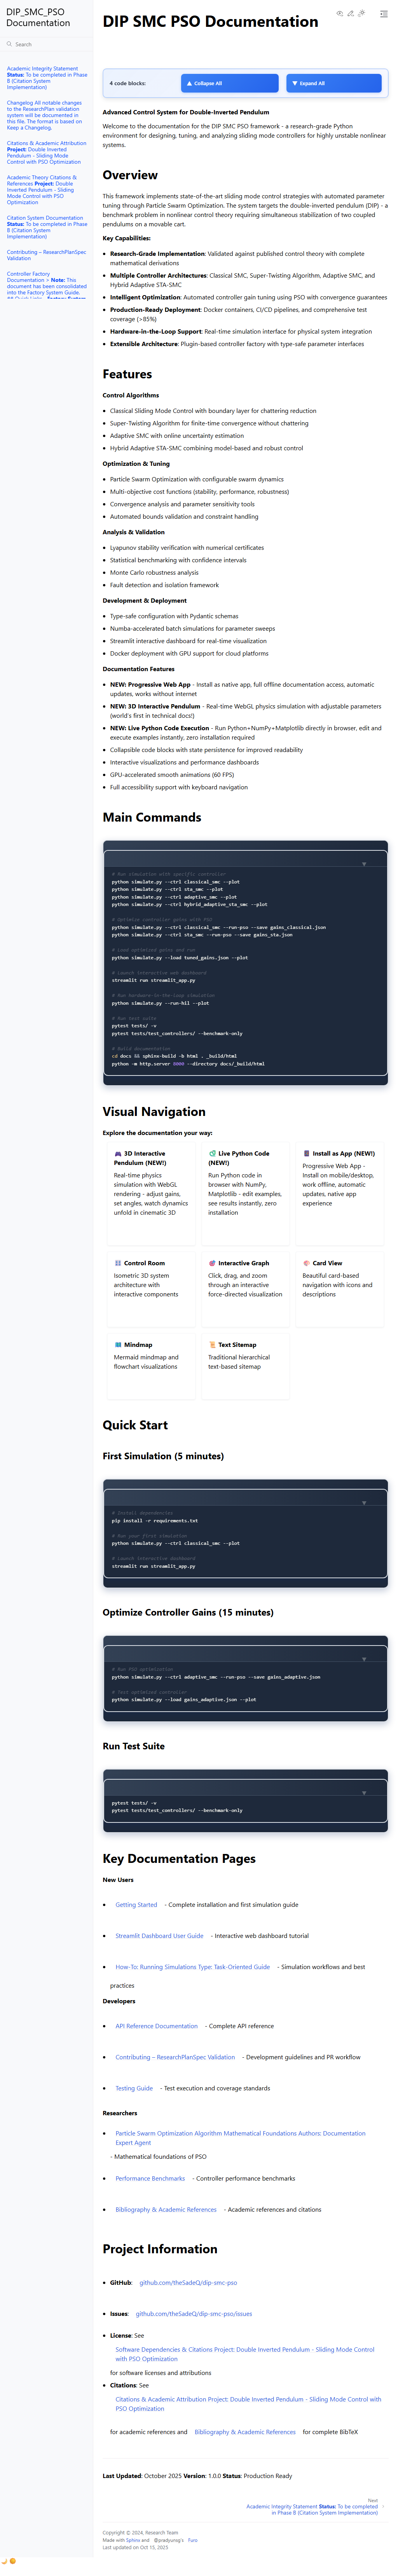 DIP_SMC_PSO
Documentation
Search
Academic Integrity Statement
Status: To be completed in Phase
8 (Citation System
Implementation)
Changelog All notable changes
to the ResearchPlan validation
system will be documented in
this file. The format is based on
Keep a Changelog.
Citations & Academic Attribution
Project: Double Inverted
Pendulum - Sliding Mode
Control with PSO Optimization
Academic Theory Citations &
References Project: Double
Inverted Pendulum - Sliding
Mode Control with PSO
Optimization
Citation System Documentation
Status: To be completed in Phase
8 (Citation System
Implementation)
Contributing – ResearchPlanSpec
Validation
Controller Factory
Documentation > Note: This
document has been consolidated
into the Factory System Guide.
DIP SMC PSO Documentation
4 code blocks:
▲ Collapse All
▼ Expand All
Advanced Control System for Double-Inverted Pendulum
Welcome to the documentation for the DIP SMC PSO framework - a research-grade Python
environment for designing, tuning, and analyzing sliding mode controllers for highly unstable nonlinear
systems.
Overview
This framework implements state-of-the-art sliding mode control strategies with automated parameter
tuning through Particle Swarm Optimization. The system targets the double-inverted pendulum (DIP) - a
benchmark problem in nonlinear control theory requiring simultaneous stabilization of two coupled
pendulums on a movable cart.
Key Capabilities:
• Research-Grade Implementation: Validated against published control theory with complete
mathematical derivations
• Multiple Controller Architectures: Classical SMC, Super-Twisting Algorithm, Adaptive SMC, and
Hybrid Adaptive STA-SMC
• Intelligent Optimization: Automated controller gain tuning using PSO with convergence guarantees
• Production-Ready Deployment: Docker containers, CI/CD pipelines, and comprehensive test
coverage (>85%)
• Hardware-in-the-Loop Support: Real-time simulation interface for physical system integration
• Extensible Architecture: Plugin-based controller factory with type-safe parameter interfaces
Features
Control Algorithms
• Classical Sliding Mode Control with boundary layer for chattering reduction
• Super-Twisting Algorithm for finite-time convergence without chattering
• Adaptive SMC with online uncertainty estimation
• Hybrid Adaptive STA-SMC combining model-based and robust control
Optimization & Tuning
• Particle Swarm Optimization with configurable swarm dynamics
• Multi-objective cost functions (stability, performance, robustness)
• Convergence analysis and parameter sensitivity tools
• Automated bounds validation and constraint handling
Analysis & Validation
• Lyapunov stability verification with numerical certificates
• Statistical benchmarking with confidence intervals
• Monte Carlo robustness analysis
• Fault detection and isolation framework
Development & Deployment
• Type-safe configuration with Pydantic schemas
• Numba-accelerated batch simulations for parameter sweeps
• Streamlit interactive dashboard for real-time visualization
• Docker deployment with GPU support for cloud platforms
Documentation Features
• NEW: Progressive Web App - Install as native app, full offline documentation access, automatic
updates, works without internet
• NEW: 3D Interactive Pendulum - Real-time WebGL physics simulation with adjustable parameters
(world's first in technical docs!)
• NEW: Live Python Code Execution - Run Python+NumPy+Matplotlib directly in browser, edit and
execute examples instantly, zero installation required
• Collapsible code blocks with state persistence for improved readability
• Interactive visualizations and performance dashboards
• GPU-accelerated smooth animations (60 FPS)
• Full accessibility support with keyboard navigation
Main Commands
# Run simulation with specific controller
python simulate.py --ctrl classical_smc --plot
python simulate.py --ctrl sta_smc --plot
python simulate.py --ctrl adaptive_smc --plot
python simulate.py --ctrl hybrid_adaptive_sta_smc --plot
# Optimize controller gains with PSO
python simulate.py --ctrl classical_smc --run-pso --save gains_classical.json
python simulate.py --ctrl sta_smc --run-pso --save gains_sta.json
# Load optimized gains and run
python simulate.py --load tuned_gains.json --plot
# Launch interactive web dashboard
streamlit run streamlit_app.py
# Run hardware-in-the-loop simulation
python simulate.py --run-hil --plot
# Run test suite
pytest tests/ -v
pytest tests/test_controllers/ --benchmark-only
# Build documentation
cd docs && sphinx-build -b html . _build/html
python -m http.server 8000 --directory docs/_build/html
Visual Navigation
Explore the documentation your way:
🎮 3D Interactive
Pendulum (NEW!)
Real-time physics
simulation with WebGL
rendering - adjust gains,
set angles, watch dynamics
unfold in cinematic 3D
Live Python Code
(NEW!)
Run Python code in
browser with NumPy,
Matplotlib - edit examples,
see results instantly, zero
installation
Install as App (NEW!)
Progressive Web App -
Install on mobile/desktop,
work offline, automatic
updates, native app
experience
Control Room
Isometric 3D system
architecture with
interactive components
Interactive Graph
Click, drag, and zoom
through an interactive
force-directed visualization
Card View
Beautiful card-based
navigation with icons and
descriptions
Mindmap
Mermaid mindmap and
flowchart visualizations
Text Sitemap
Traditional hierarchical
text-based sitemap
Quick Start
First Simulation (5 minutes)
# Install dependencies
pip install -r requirements.txt
# Run your first simulation
python simulate.py --ctrl classical_smc --plot
# Launch interactive dashboard
streamlit run streamlit_app.py
Optimize Controller Gains (15 minutes)
# Run PSO optimization
python simulate.py --ctrl adaptive_smc --run-pso --save gains_adaptive.json
# Test optimized controller
python simulate.py --load gains_adaptive.json --plot
Run Test Suite
pytest tests/ -v
pytest tests/test_controllers/ --benchmark-only
Key Documentation Pages
New Users
• Getting Started - Complete installation and first simulation guide
• Streamlit Dashboard User Guide - Interactive web dashboard tutorial
• How-To: Running Simulations Type: Task-Oriented Guide - Simulation workflows and best
practices
Developers
• API Reference Documentation - Complete API reference
• Contributing – ResearchPlanSpec Validation - Development guidelines and PR workflow
• Testing Guide - Test execution and coverage standards
Researchers
• Particle Swarm Optimization Algorithm Mathematical Foundations Authors: Documentation
Expert Agent
- Mathematical foundations of PSO
• Performance Benchmarks - Controller performance benchmarks
• Bibliography & Academic References - Academic references and citations
Project Information
• GitHub: github.com/theSadeQ/dip-smc-pso
• Issues: github.com/theSadeQ/dip-smc-pso/issues
• License: See
Software Dependencies & Citations Project: Double Inverted Pendulum - Sliding Mode Control
with PSO Optimization
for software licenses and attributions
• Citations: See
Citations & Academic Attribution Project: Double Inverted Pendulum - Sliding Mode Control with
PSO Optimization
for academic references and Bibliography & Academic References for complete BibTeX
Last Updated: October 2025 Version: 1.0.0 Status: Production Ready
Next
Academic Integrity Statement Status: To be completed
in Phase 8 (Citation System Implementation)
Copyright © 2024, Research Team
Made with Sphinx and @pradyunsg's Furo
Last updated on Oct 15, 2025